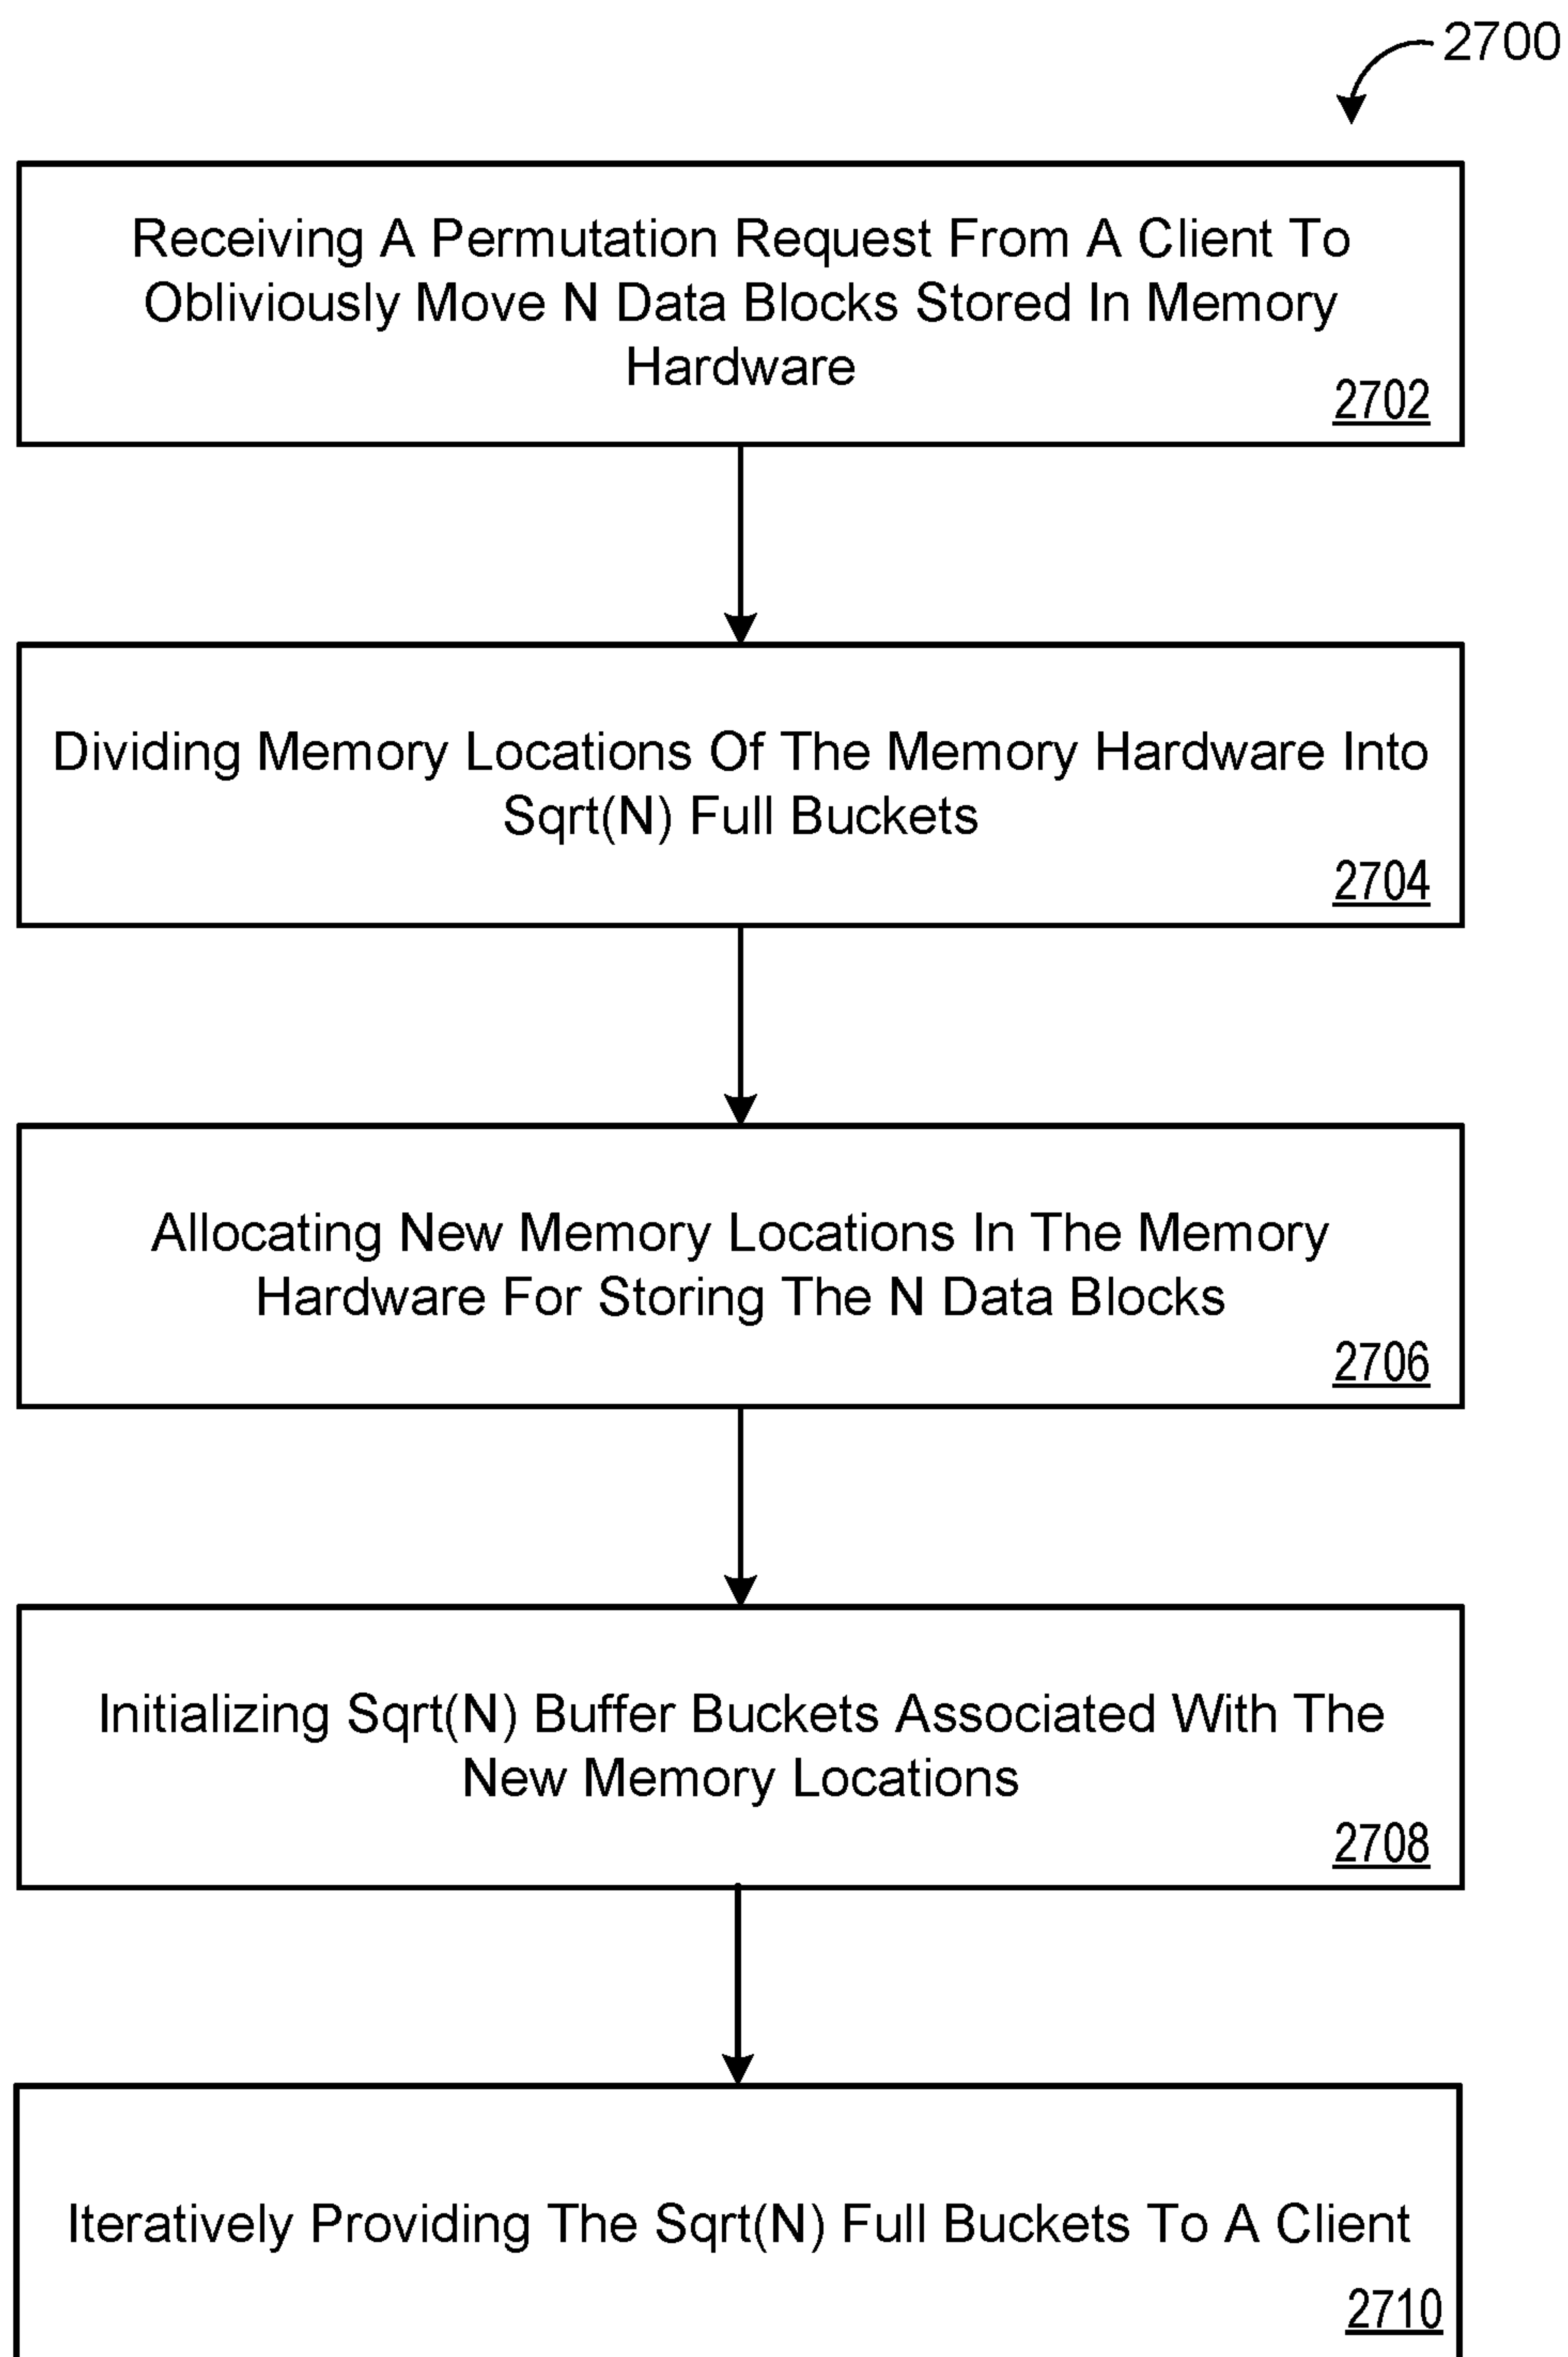 2700
Receiving A Permutation Request From A Client To
Obliviously Move N Data Blocks Stored In Memory
Hardware
2702
Dividing Memory Locations Of The Memory Hardware Into
Sqrt(N) Full Buckets
2704
Allocating New Memory Locations In The Memory
Hardware For Storing The N Data Blocks
2706
Initializing Sqrt(N) Buffer Buckets Associated With The
New Memory Locations
2708
Iteratively Providing The Sqrt(N) Full Buckets To A Client
2710